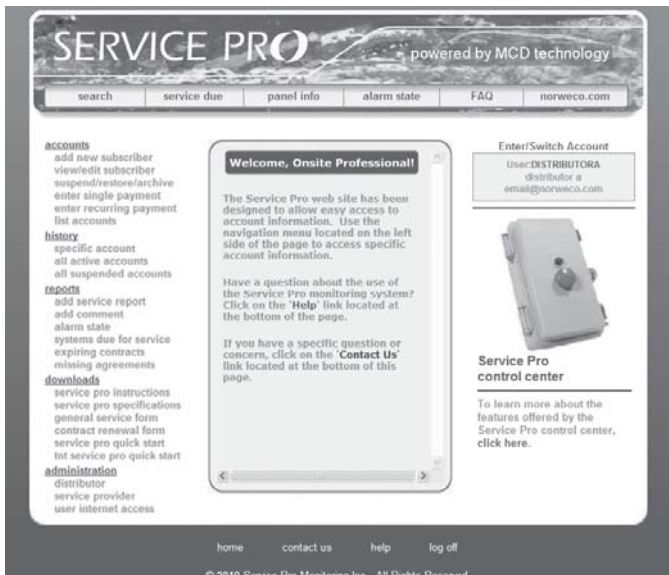 SERVICE PRO
powered by MCD technology
search
service due
panel info
alarm state
FAQ
norweco.com
accounts
add new subscriber
view/edit subscriber
suspend/restore/archive
enter single payment
enter recurring payment
list accounts
history
specific account
all active accounts
all suspended accounts
reports
add service report
add comment
alarm state
systems due for service
expiring contracts
missing agreements
downloads
service pro instructions
service pro specifications
general service form
contract renewal form
service pro quick start
tnt service pro quick start
administration
distributor
service provider
user internet access
Welcome, Onsite Professional!
The Service Pro web site has been
designed to allow easy access to
account information. Use the
navigation menu located on the left
side of the page to access specific
account information.
Have a question about the use of
the Service Pro monitoring system?
Click on the 'Help' link located at
the bottom of the page.
If you have a specific question or
concern, click on the 'Contact Us'
link located at the bottom of this
page.
Enter/Switch Account
User:DISTRIBUTORA
distributor a
email@norweco.com
Service Pro
control center
To learn more about the
features offered by the
Service Pro control center,
click here.
home
contact us
help
log off
© 2010 Service Pro Monitoring Inc. All Rights Reserved